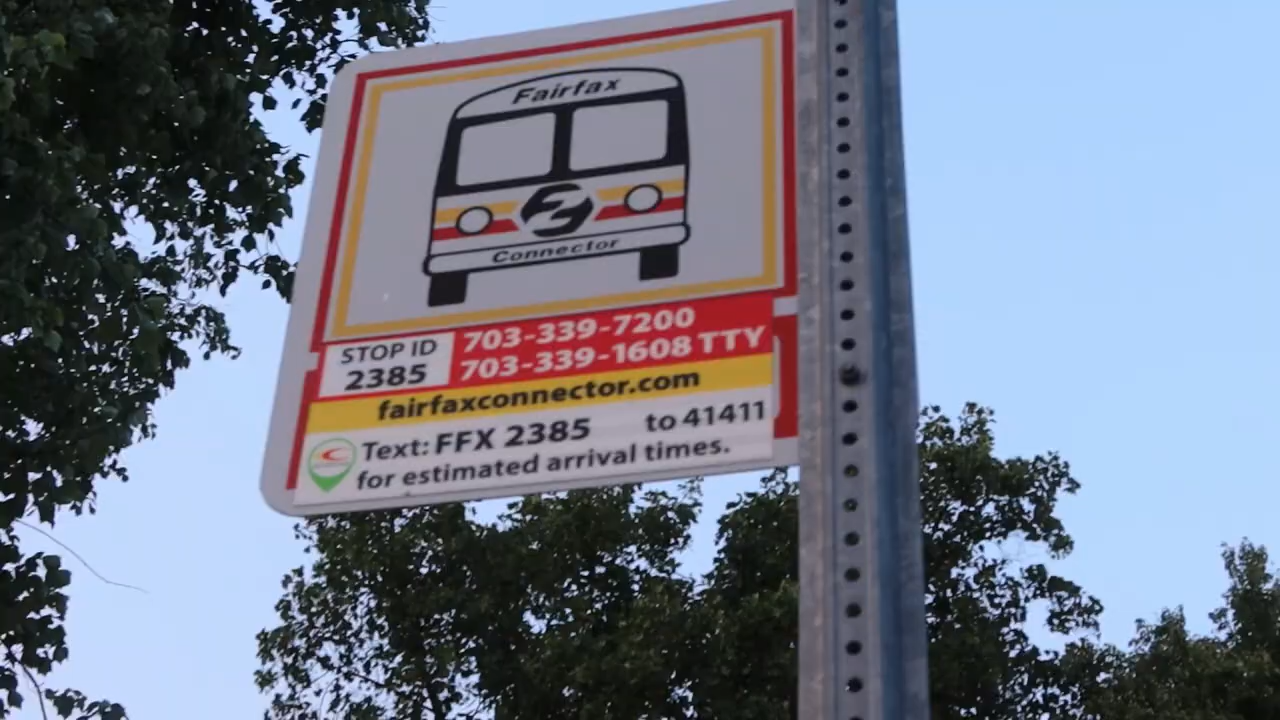 Fairfax
Connector
STOP ID
2385
703-339-7200
703-339-1608 TTY
fairfaxconnector.com
Text: FFX 2385 to 41411
for estimated arrival times.